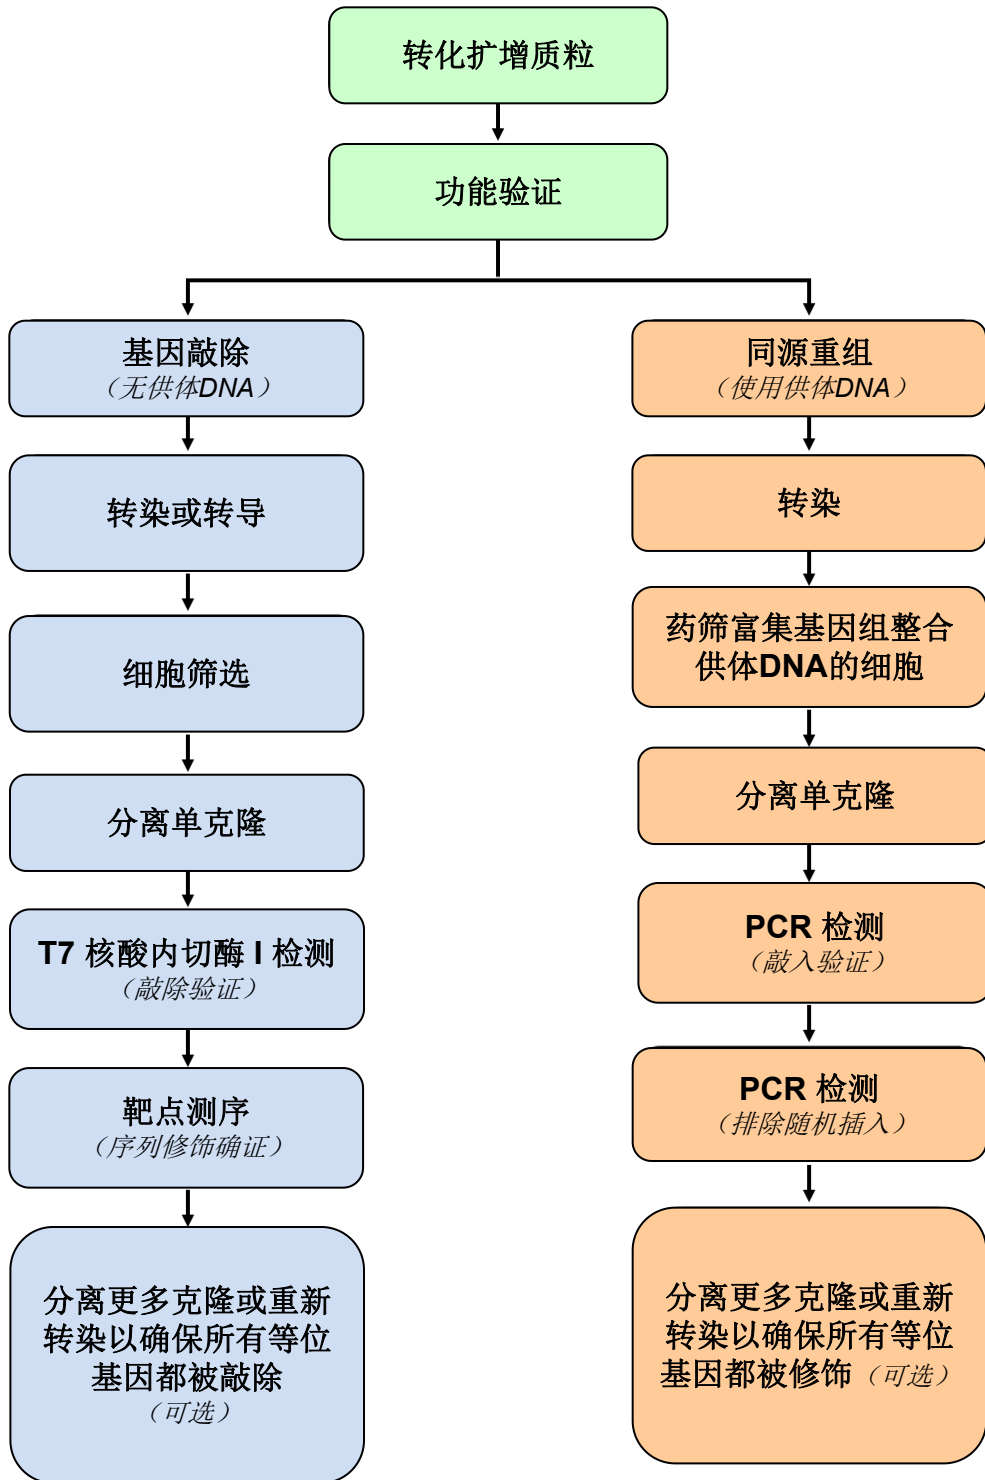 转化扩增质粒
功能验证
基因敲除
（无供体DNA）
转染或转导
细胞筛选
分离单克隆
T7 核酸内切酶 I 检测
（敲除验证）
靶点测序
（序列修饰确证）
分离更多克隆或重新
转染以确保所有等位
基因都被敲除
（可选）
同源重组
（使用供体DNA）
转染
药筛富集基因组整合
供体DNA的细胞
分离单克隆
PCR 检测
（敲入验证）
PCR 检测
（排除随机插入）
分离更多克隆或重新
转染以确保所有等位
基因都被修饰（可选）